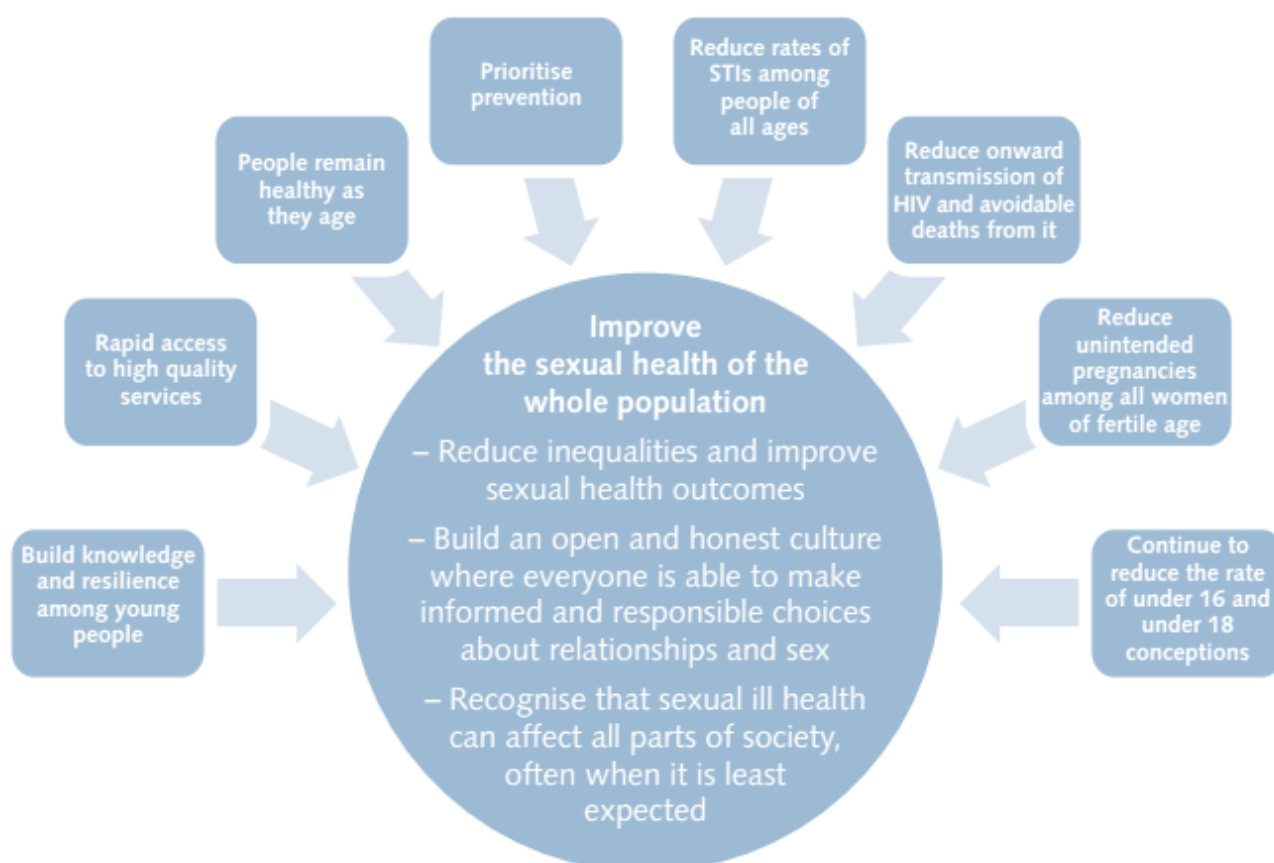 Prioritise
prevention
Reduce rates of
STIs among
people of
all ages
People remain
healthy as
they age
Reduce onward
transmission of
HIV and avoidable
deaths from it
Rapid access
to high quality
services
Reduce
unintended
pregnancies
among all women
of fertile age
Build knowledge
and resilience
among young
people
Continue to
reduce the rate
of under 16 and
under 18
conceptions
Improve
the sexual health of the
whole population
– Reduce inequalities and improve
sexual health outcomes
– Build an open and honest culture
where everyone is able to make
informed and responsible choices
about relationships and sex
– Recognise that sexual ill health
can affect all parts of society,
often when it is least
expected